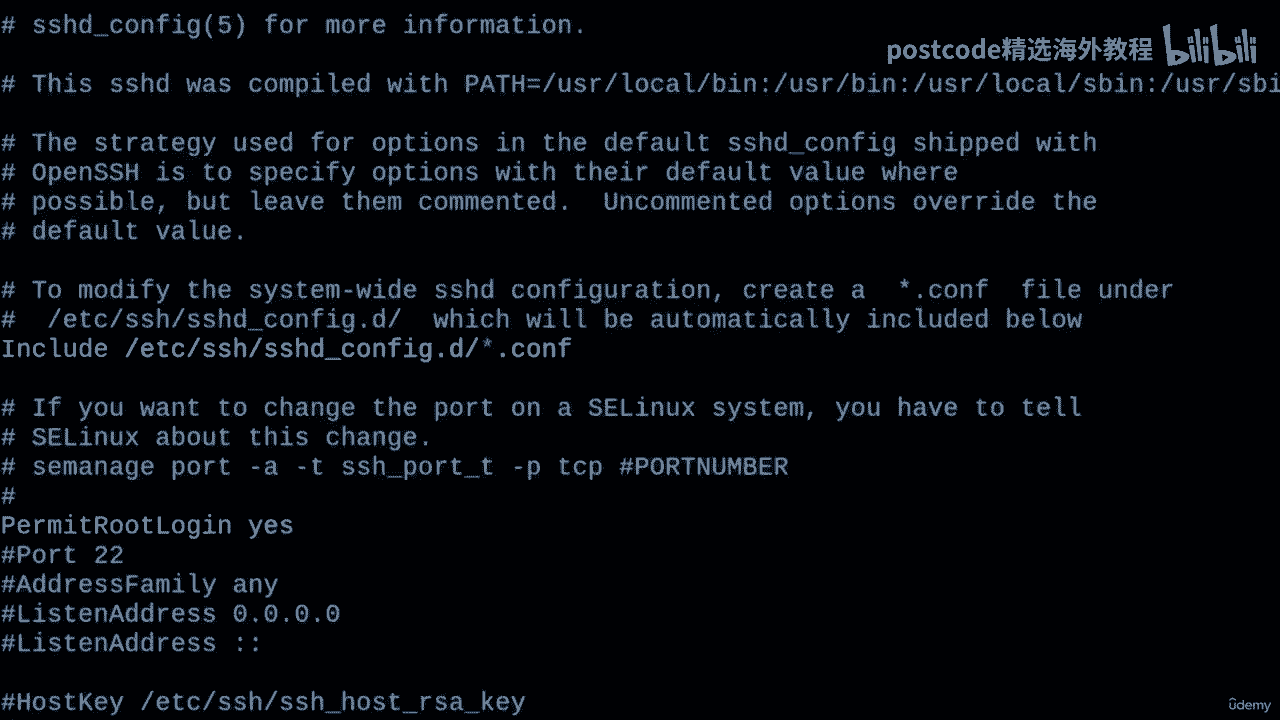 # sshd_config(5) for more information.
postcode精选海外教程 bilibili
# This sshd was compiled with PATH=/usr/local/bin:/usr/bin:/usr/local/sbin:/usr/sbi
# The strategy used for options in the default sshd_config shipped with
# OpenSSH is to specify options with their default value where
# possible, but leave them commented.  Uncommented options override the
# default value.
# To modify the system-wide sshd configuration, create a  *.conf  file under
#  /etc/ssh/sshd_config.d/  which will be automatically included below
Include /etc/ssh/sshd_config.d/*.conf
# If you want to change the port on a SELinux system, you have to tell
# SELinux about this change.
# semanage port -a -t ssh_port_t -p tcp #PORTNUMBER
#
PermitRootLogin yes
#Port 22
#AddressFamily any
#ListenAddress 0.0.0.0
#ListenAddress ::
#HostKey /etc/ssh/ssh_host_rsa_key
ûdemy